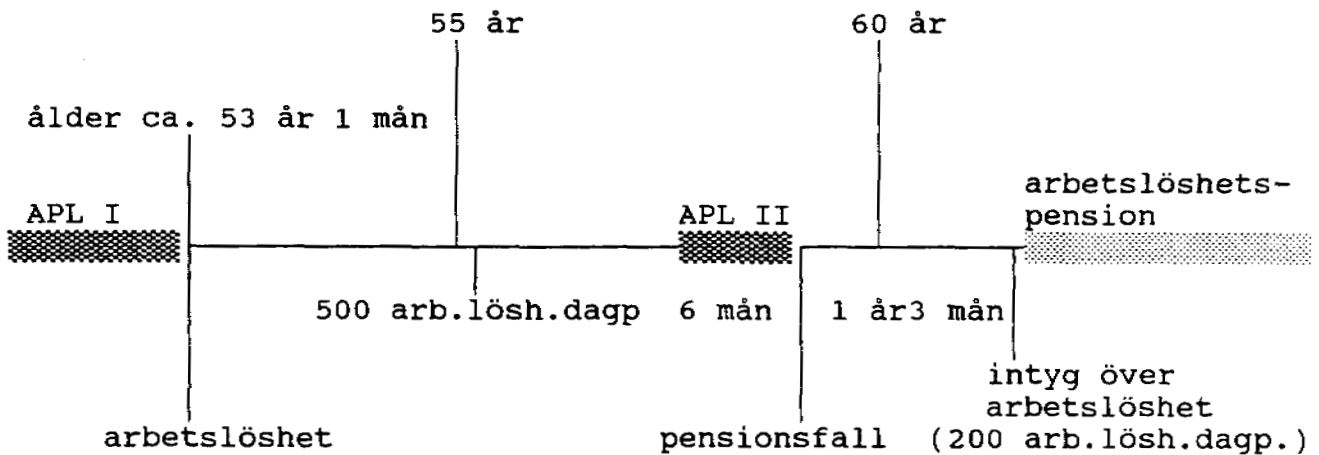 55 år 60 år
ålder ca. 53 år 1 mån
arbetslöshets-
APL I APL II pension
500 arb.lösh.dagp 6 mån 1 år3 mån
intyg över
arbetslöshet
arbetslöshet pensionsfall (200 arb.lösh.dagp.)